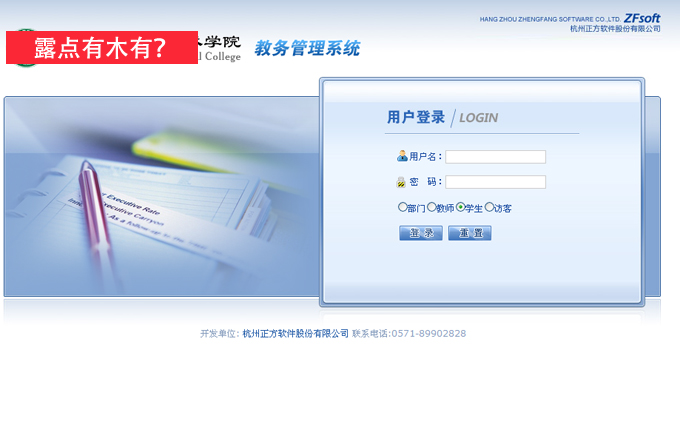 HANG ZHOU ZHENGFANG SOFTWARE CO.,LTD. ZFsoft
杭州正方软件股份有限公司
露点有木有?
学院 教务管理系统
College
用户登录 LOGIN
用户名：
密 码：
部门 教师 学生 访客
登 录 重 置
Executive Rate
Executive Carryon
As a follow up in the
开发单位: 杭州正方软件股份有限公司 联系电话:0571-89902828